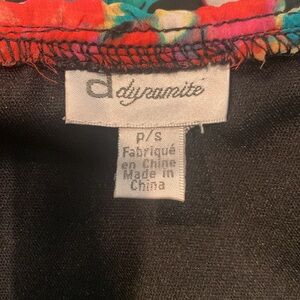 d dynamite
p/s
Fabriqué
en Chine
Made in
China